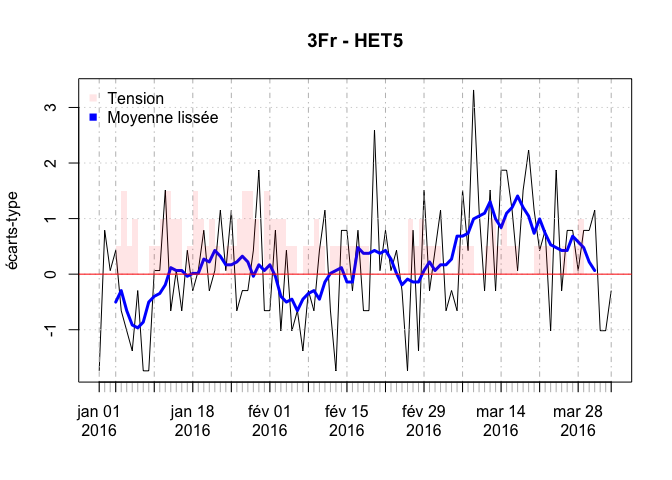 3Fr - HET5
Tension
Moyenne lissée
écarts-type
3
2
1
0
-1
jan 01 jan 18 fév 01 fév 15 fév 29 mar 14 mar 28
2016 2016 2016 2016 2016 2016 2016